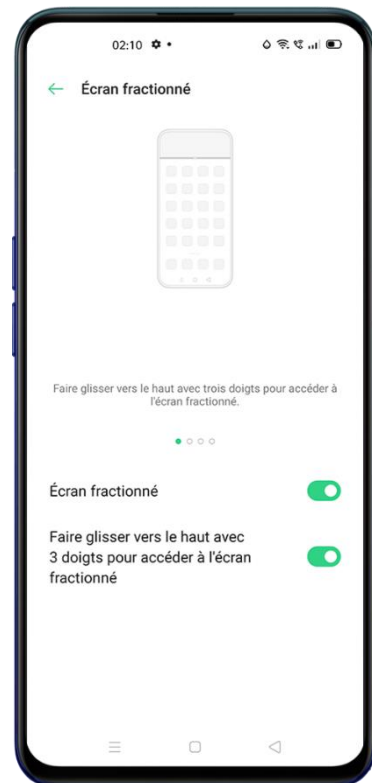 02:10
Écran fractionné
Faire glisser vers le haut avec trois doigts pour accéder à
l'écran fractionné.
Écran fractionné
Faire glisser vers le haut avec
3 doigts pour accéder à l'écran
fractionné